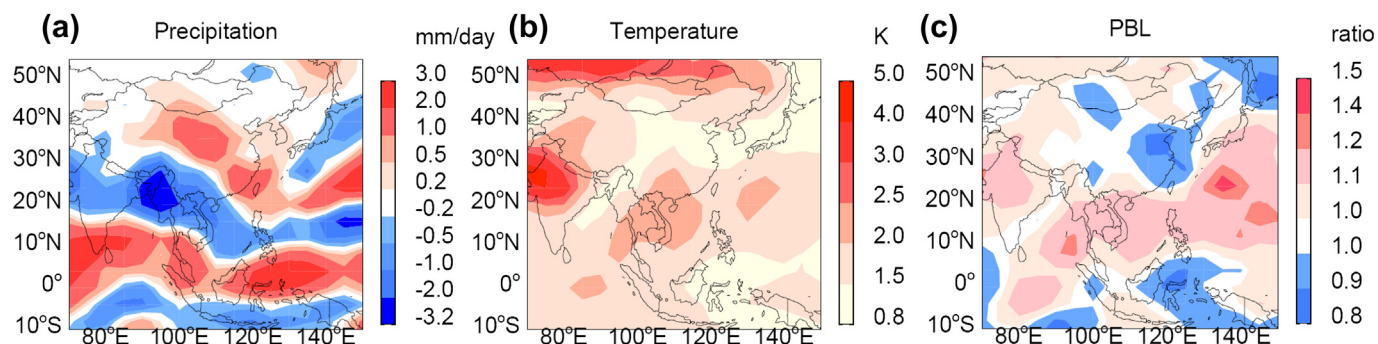 (a) Precipitation mm/day
50°N
40°N
30°N
20°N
10°N
0°
10°S
80°E 100°E 120°E 140°E
3.0
2.0
1.0
0.5
0.2
-0.2
-0.5
-1.0
-2.0
-3.2
(b) Temperature K
50°N
40°N
30°N
20°N
10°N
0°
10°S
80°E 100°E 120°E 140°E
5.0
4.0
3.0
2.5
2.0
1.5
0.8
(c) PBL ratio
50°N
40°N
30°N
20°N
10°N
0°
10°S
80°E 100°E 120°E 140°E
1.5
1.4
1.2
1.1
1.0
1.0
0.9
0.8